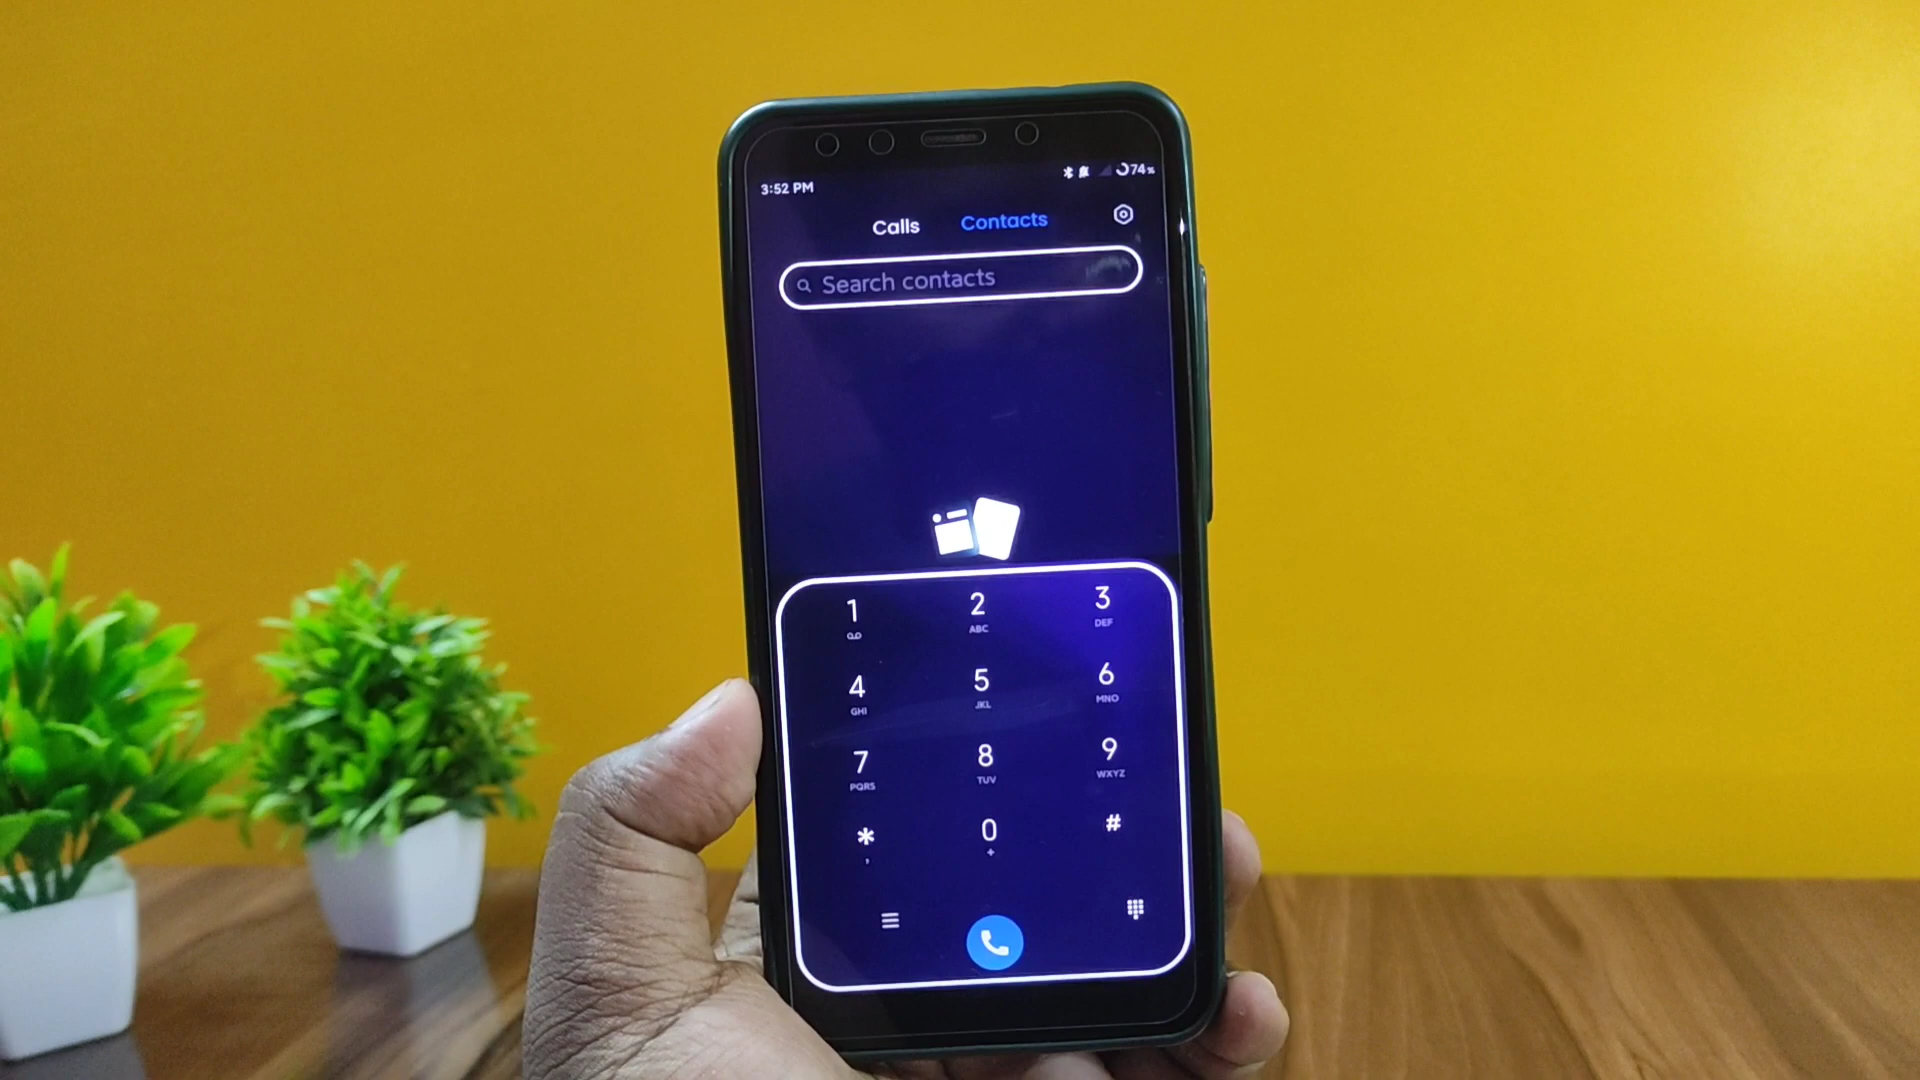 3:52 PM
74%
Calls Contacts
Search contacts
1 2 3
ABC DEF
4 5 6
GHI JKL MNO
7 8 9
PQRS TUV WXYZ
* 0 #
, +